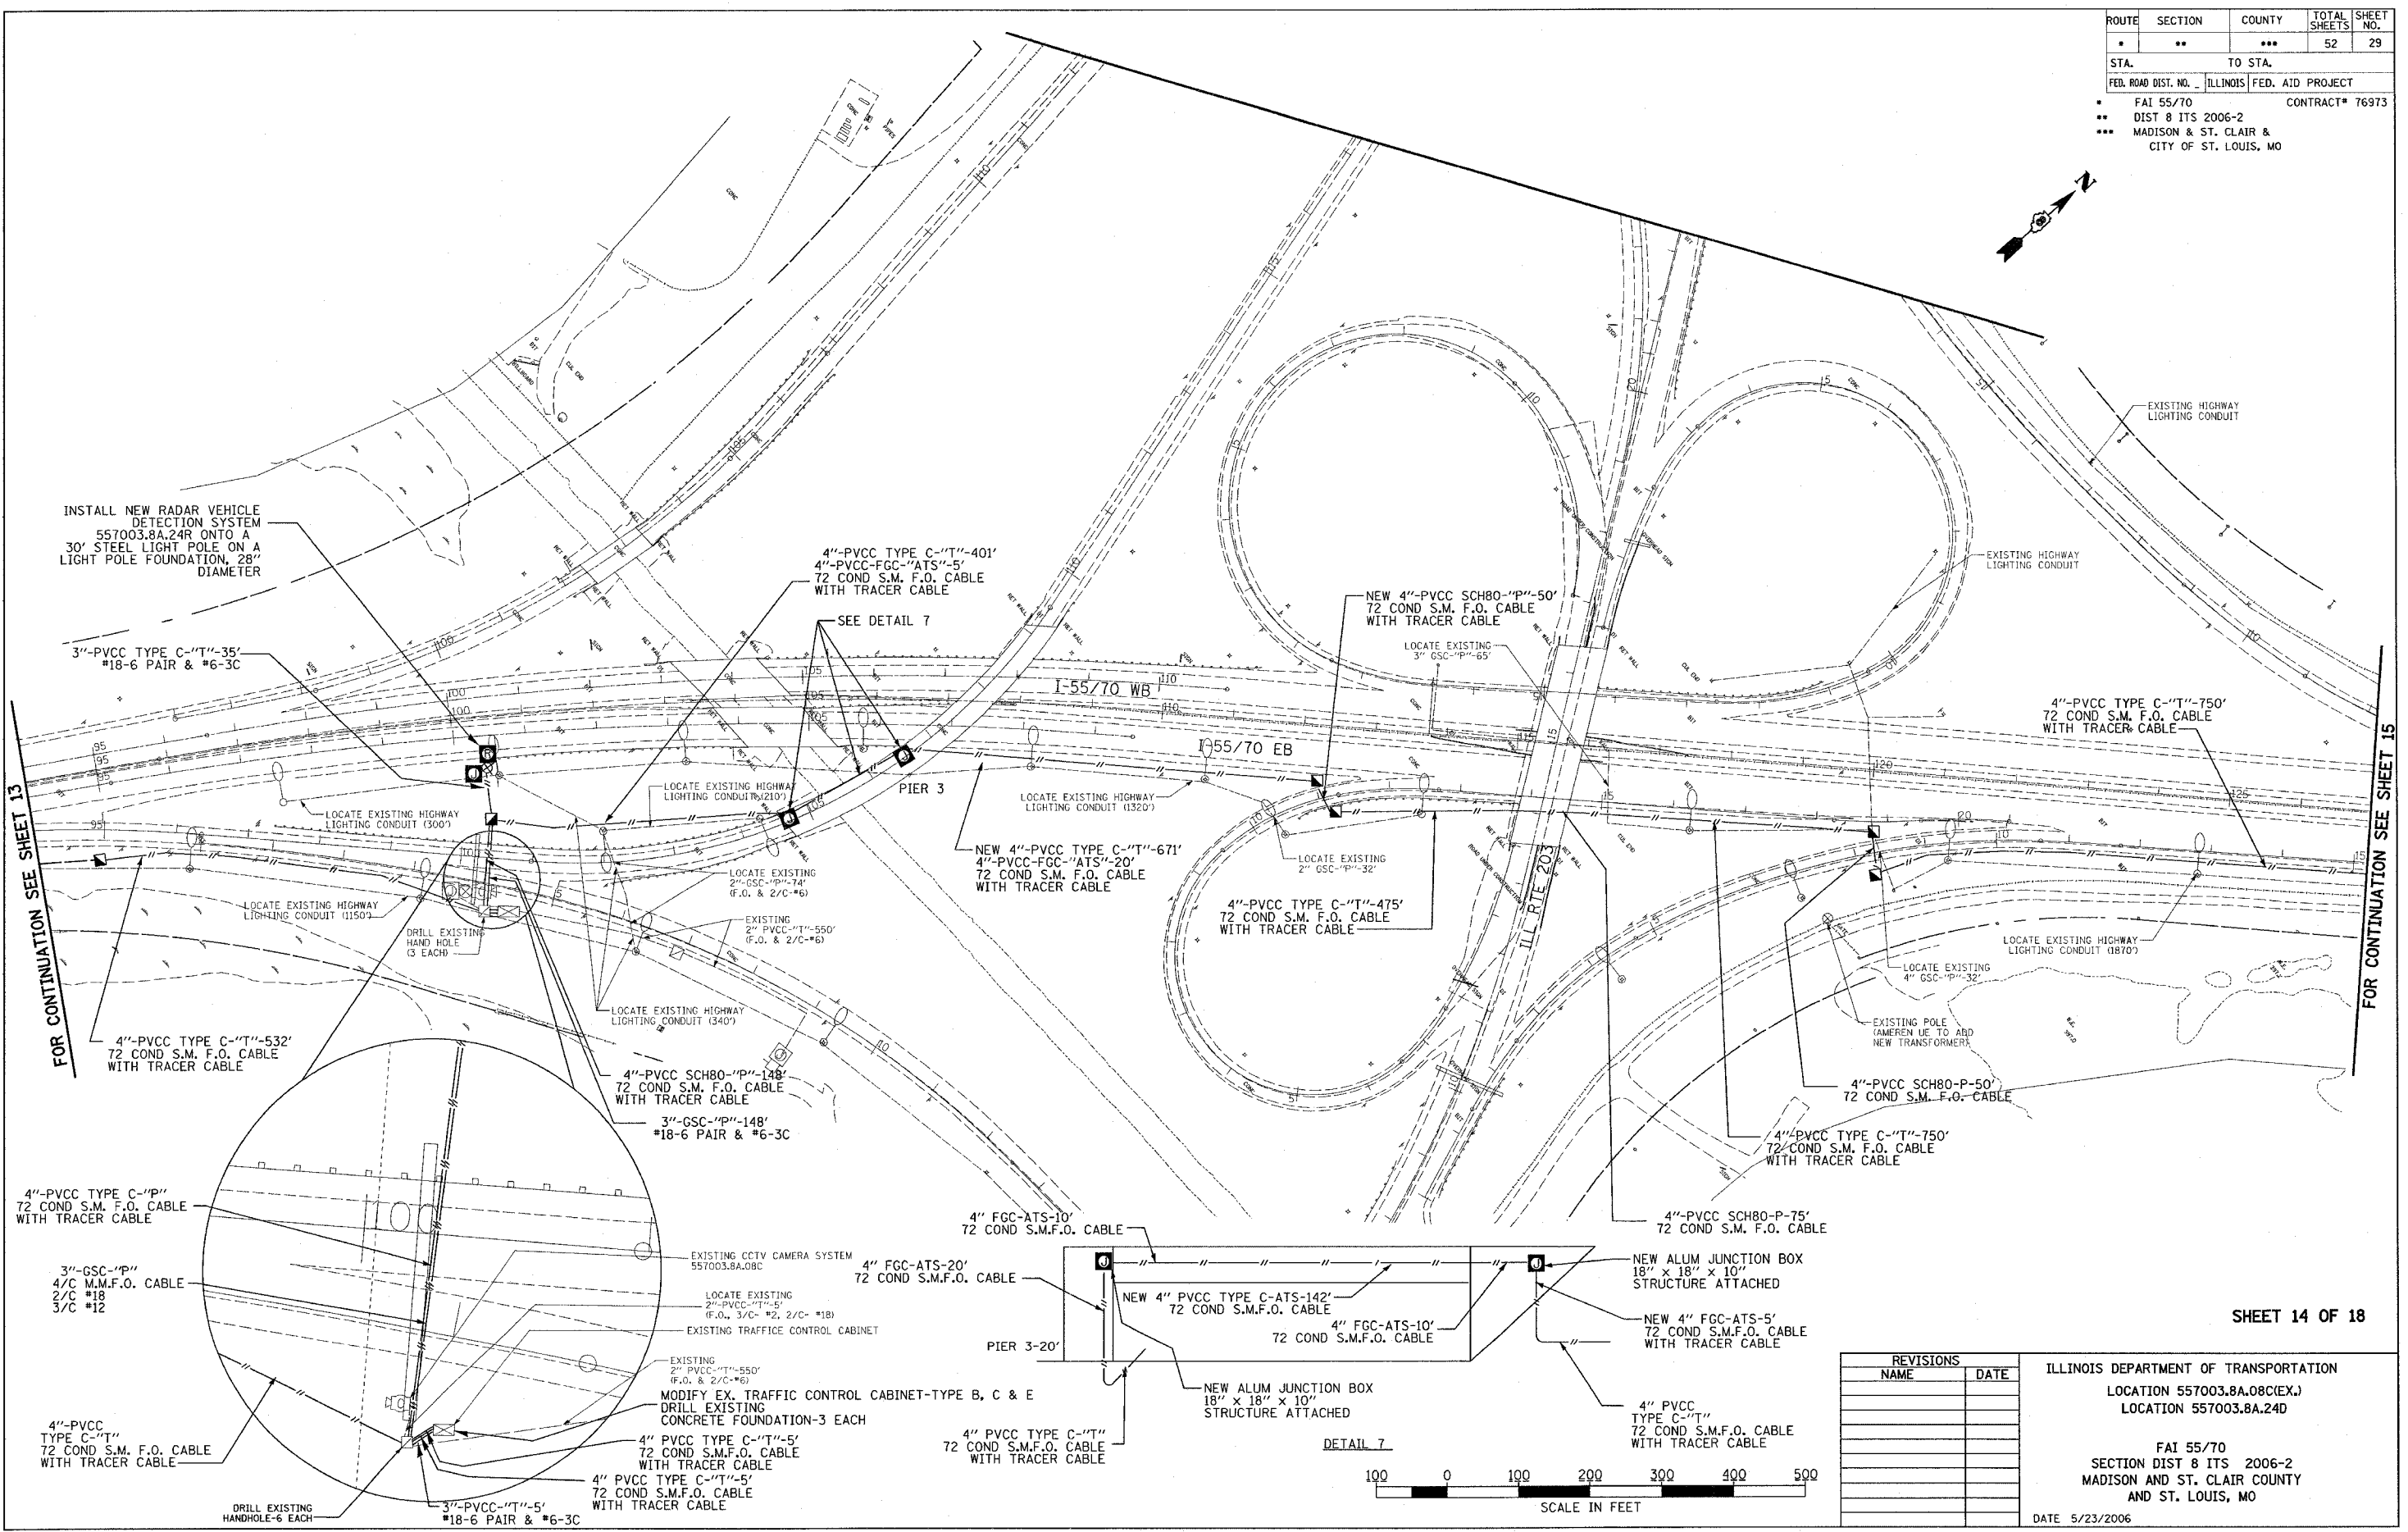 ROUTE SECTION COUNTY TOTAL SHEETS SHEET NO.
* ** *** 52 29
STA. TO STA.
FED. ROAD DIST. NO. _ ILLINOIS FED. AID PROJECT
* FAI 55/70 CONTRACT# 76973
** DIST 8 ITS 2006-2
*** MADISON & ST. CLAIR &
CITY OF ST. LOUIS, MO
N
EXISTING HIGHWAY
LIGHTING CONDUIT
EXISTING HIGHWAY
LIGHTING CONDUIT
INSTALL NEW RADAR VEHICLE
DETECTION SYSTEM
557003.8A.24R ONTO A
30' STEEL LIGHT POLE ON A
LIGHT POLE FOUNDATION, 28"
DIAMETER
3"-PVCC TYPE C-"T"-35'
#18-6 PAIR & #6-3C
4"-PVCC TYPE C-"T"-401'
4"-PVCC-FGC-"ATS"-5'
72 COND S.M. F.O. CABLE
WITH TRACER CABLE
SEE DETAIL 7
NEW 4"-PVCC SCH80-"P"-50'
72 COND S.M. F.O. CABLE
WITH TRACER CABLE
LOCATE EXISTING
3" GSC-"P"-65'
I-55/70 WB
I-55/70 EB
4"-PVCC TYPE C-"T"-750'
72 COND S.M. F.O. CABLE
WITH TRACER CABLE
FOR CONTINUATION SEE SHEET 13
FOR CONTINUATION SEE SHEET 15
LOCATE EXISTING HIGHWAY
LIGHTING CONDUIT (300')
LOCATE EXISTING HIGHWAY
LIGHTING CONDUIT (210')
PIER 3
LOCATE EXISTING HIGHWAY
LIGHTING CONDUIT (1320')
NEW 4"-PVCC TYPE C-"T"-671'
4"-PVCC-FGC-"ATS"-20'
72 COND S.M. F.O. CABLE
WITH TRACER CABLE
LOCATE EXISTING
2" GSC-"P"-32'
4"-PVCC TYPE C-"T"-475'
72 COND S.M. F.O. CABLE
WITH TRACER CABLE
ILL RTE 203
LOCATE EXISTING
2"-GSC-"P"-74'
(F.O. & 2/C-#6)
EXISTING
2" PVCC-"T"-550'
(F.O. & 2/C-#6)
LOCATE EXISTING HIGHWAY
LIGHTING CONDUIT (1150')
DRILL EXISTING
HAND HOLE
(3 EACH)
LOCATE EXISTING HIGHWAY
LIGHTING CONDUIT (340')
LOCATE EXISTING HIGHWAY
LIGHTING CONDUIT (1870')
LOCATE EXISTING
4" GSC-"P"-32'
EXISTING POLE
(AMEREN UE TO ADD
NEW TRANSFORMER)
4"-PVCC TYPE C-"T"-532'
72 COND S.M. F.O. CABLE
WITH TRACER CABLE
4"-PVCC SCH80-"P"-148'
72 COND S.M. F.O. CABLE
WITH TRACER CABLE
3"-GSC-"P"-148'
#18-6 PAIR & #6-3C
4"-PVCC SCH80-P-50'
72 COND S.M. F.O. CABLE
4"-PVCC TYPE C-"T"-750'
72 COND S.M. F.O. CABLE
WITH TRACER CABLE
4"-PVCC SCH80-P-75'
72 COND S.M. F.O. CABLE
4"-PVCC TYPE C-"P"
72 COND S.M. F.O. CABLE
WITH TRACER CABLE
3"-GSC-"P"
4/C M.M.F.O. CABLE
2/C #18
3/C #12
4"-PVCC
TYPE C-"T"
72 COND S.M. F.O. CABLE
WITH TRACER CABLE
DRILL EXISTING
HANDHOLE-6 EACH
EXISTING CCTV CAMERA SYSTEM
557003.8A.08C
LOCATE EXISTING
2"-PVCC-"T"-5'
(F.O., 3/C- #2, 2/C- #18)
EXISTING TRAFFICE CONTROL CABINET
EXISTING
2" PVCC-"T"-550'
(F.O. & 2/C-#6)
MODIFY EX. TRAFFIC CONTROL CABINET-TYPE B, C & E
DRILL EXISTING
CONCRETE FOUNDATION-3 EACH
4" PVCC TYPE C-"T"-5'
72 COND S.M. F.O. CABLE
WITH TRACER CABLE
4" PVCC TYPE C-"T"-5'
72 COND S.M. F.O. CABLE
WITH TRACER CABLE
3"-PVCC-"T"-5'
#18-6 PAIR & #6-3C
4" FGC-ATS-10'
72 COND S.M.F.O. CABLE
4" FGC-ATS-20'
72 COND S.M.F.O. CABLE
NEW 4" PVCC TYPE C-ATS-142'
72 COND S.M.F.O. CABLE
4" FGC-ATS-10'
72 COND S.M.F.O. CABLE
PIER 3-20'
NEW ALUM JUNCTION BOX
18" x 18" x 10"
STRUCTURE ATTACHED
NEW 4" FGC-ATS-5'
72 COND S.M.F.O. CABLE
WITH TRACER CABLE
NEW ALUM JUNCTION BOX
18" x 18" x 10"
STRUCTURE ATTACHED
4" PVCC TYPE C-"T"
72 COND S.M.F.O. CABLE
WITH TRACER CABLE
4" PVCC
TYPE C-"T"
72 COND S.M.F.O. CABLE
WITH TRACER CABLE
DETAIL 7
100 0 100 200 300 400 500
SCALE IN FEET
SHEET 14 OF 18
REVISIONS
NAME DATE
ILLINOIS DEPARTMENT OF TRANSPORTATION
LOCATION 557003.8A.08C(EX.)
LOCATION 557003.8A.24D
FAI 55/70
SECTION DIST 8 ITS 2006-2
MADISON AND ST. CLAIR COUNTY
AND ST. LOUIS, MO
DATE 5/23/2006